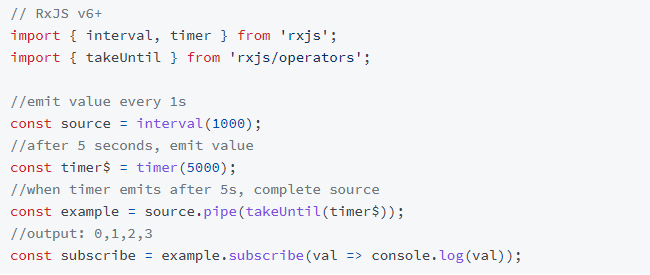 // RxJS v6+
import { interval, timer } from 'rxjs';
import { takeUntil } from 'rxjs/operators';
//emit value every 1s
const source = interval(1000);
//after 5 seconds, emit value
const timer$ = timer(5000);
//when timer emits after 5s, complete source
const example = source.pipe(takeUntil(timer$));
//output: 0,1,2,3
const subscribe = example.subscribe(val => console.log(val));